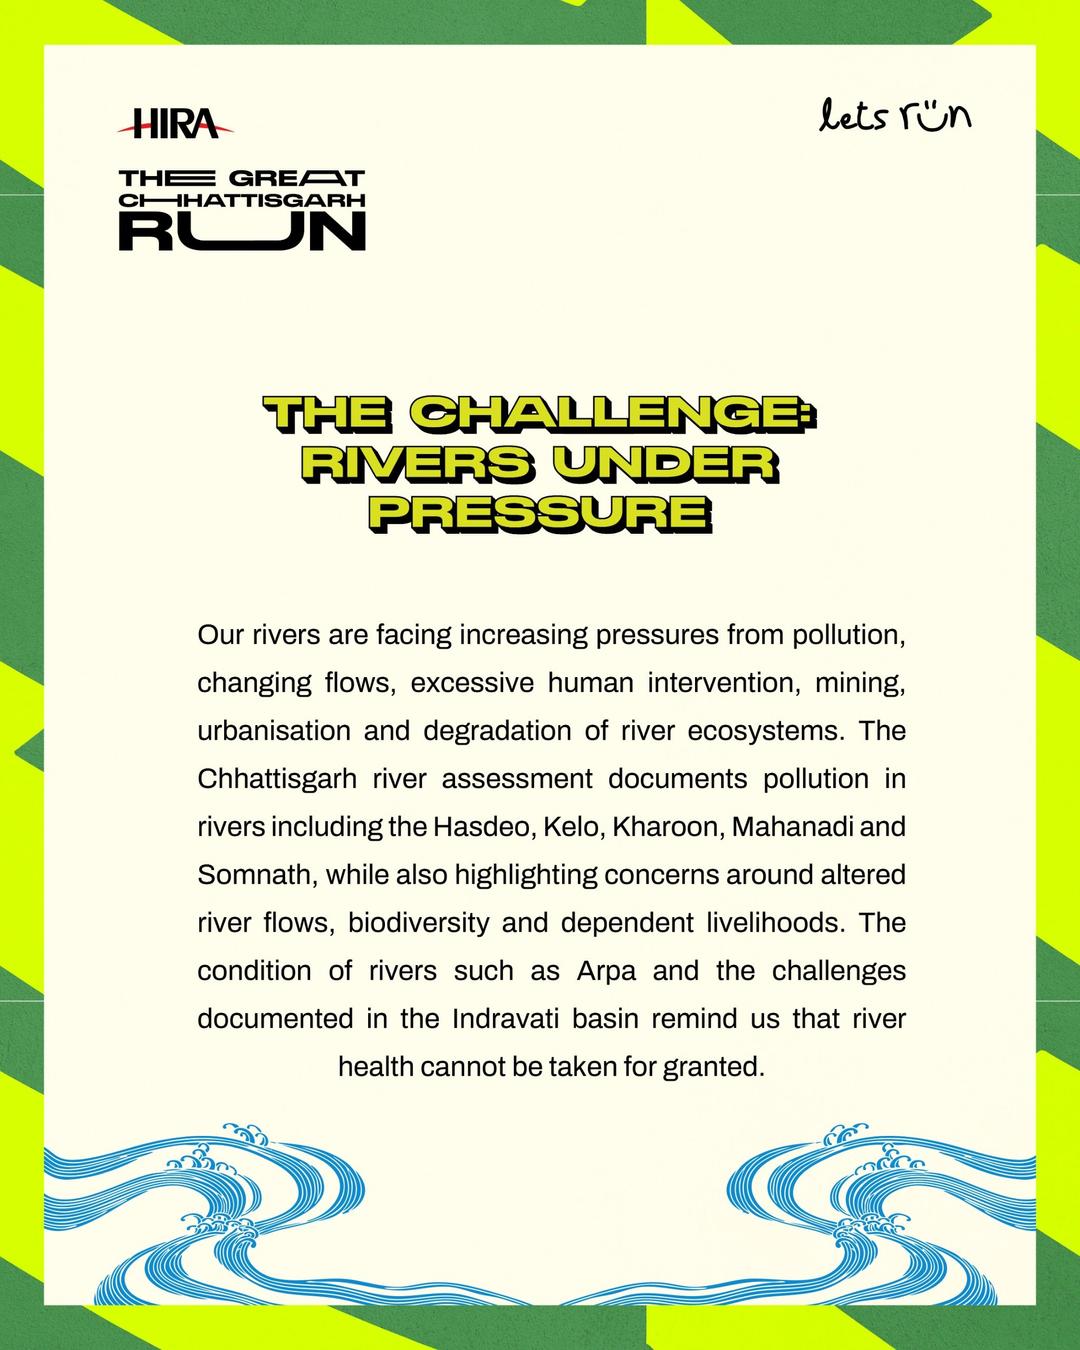 HIRA
lets run
THE GREAT
CHHATTISGARH
RUN
THE CHALLENGE:
RIVERS UNDER
PRESSURE
Our rivers are facing increasing pressures from pollution,
changing flows, excessive human intervention, mining,
urbanisation and degradation of river ecosystems. The
Chhattisgarh river assessment documents pollution in
rivers including the Hasdeo, Kelo, Kharoon, Mahanadi and
Somnath, while also highlighting concerns around altered
river flows, biodiversity and dependent livelihoods. The
condition of rivers such as Arpa and the challenges
documented in the Indravati basin remind us that river
health cannot be taken for granted.